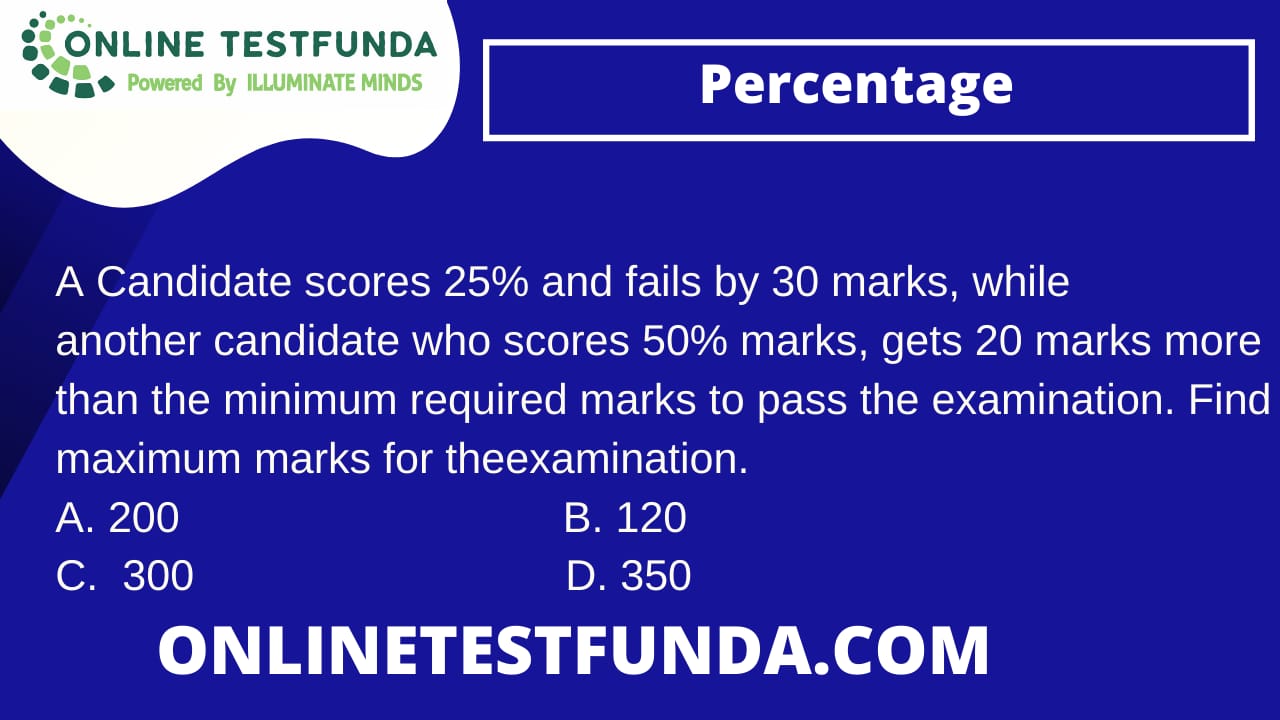 ONLINE TESTFUNDA
Powered By ILLUMINATE MINDS
Percentage
A Candidate scores 25% and fails by 30 marks, while
another candidate who scores 50% marks, gets 20 marks more
than the minimum required marks to pass the examination. Find
maximum marks for theexamination.
A. 200 B. 120
C. 300 D. 350
ONLINETESTFUNDA.COM